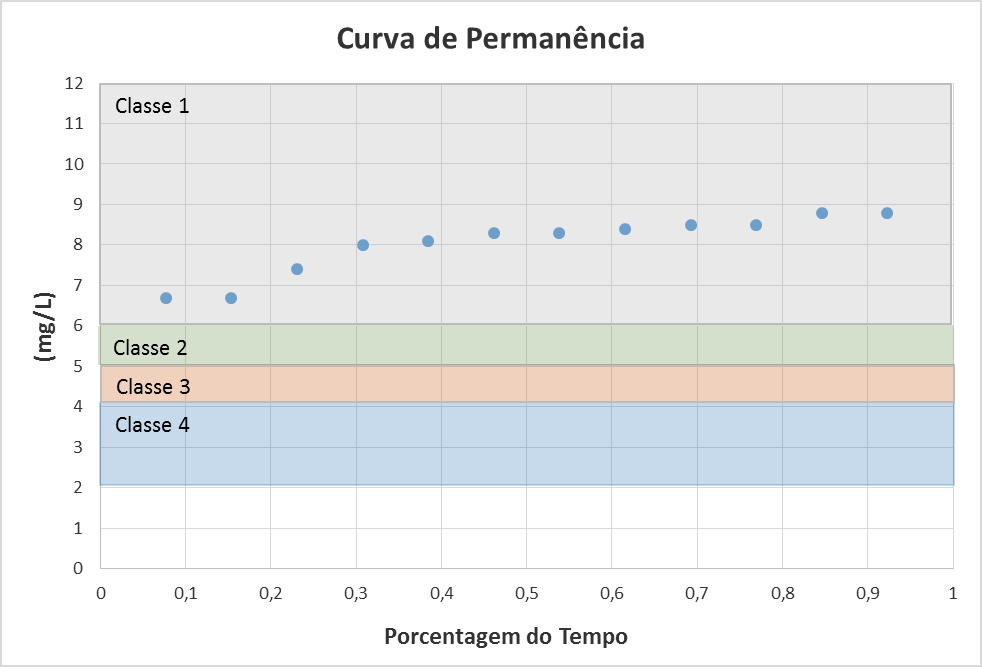 Curva de Permanência
12
11
10
9
8
7
6
5
4
3
2
1
0
Classe 1
Classe 2
Classe 3
Classe 4
(mg/L)
0 0,1 0,2 0,3 0,4 0,5 0,6 0,7 0,8 0,9 1
Porcentagem do Tempo